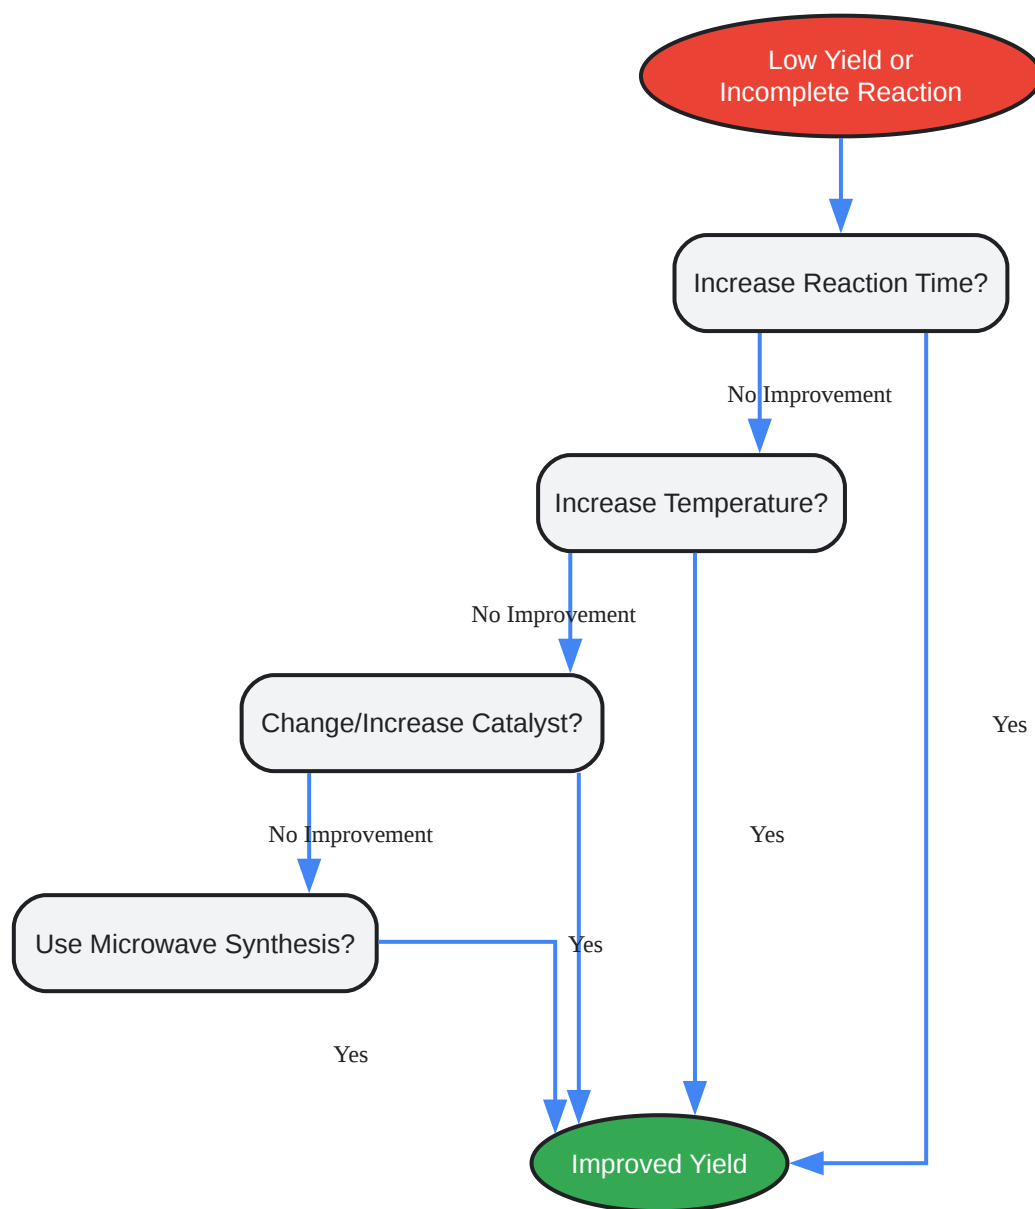 Low Yield or
Incomplete Reaction
Increase Reaction Time?
No Improvement
Increase Temperature?
No Improvement
Change/Increase Catalyst?
Yes
No Improvement
Yes
Use Microwave Synthesis?
Yes
Yes
Improved Yield